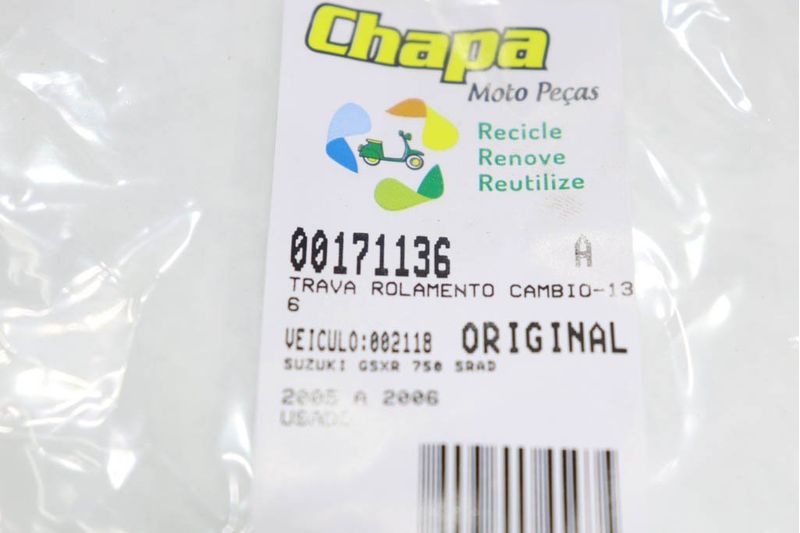 Chapa
Moto Peças
Recicle
Renove
Reutilize
00171136 A
TRAVA ROLAMENTO CAMBIO-13
6
VEICULO:002118 ORIGINAL
SUZUKI GSXR 750 SRAD
2005 A 2006
USADO